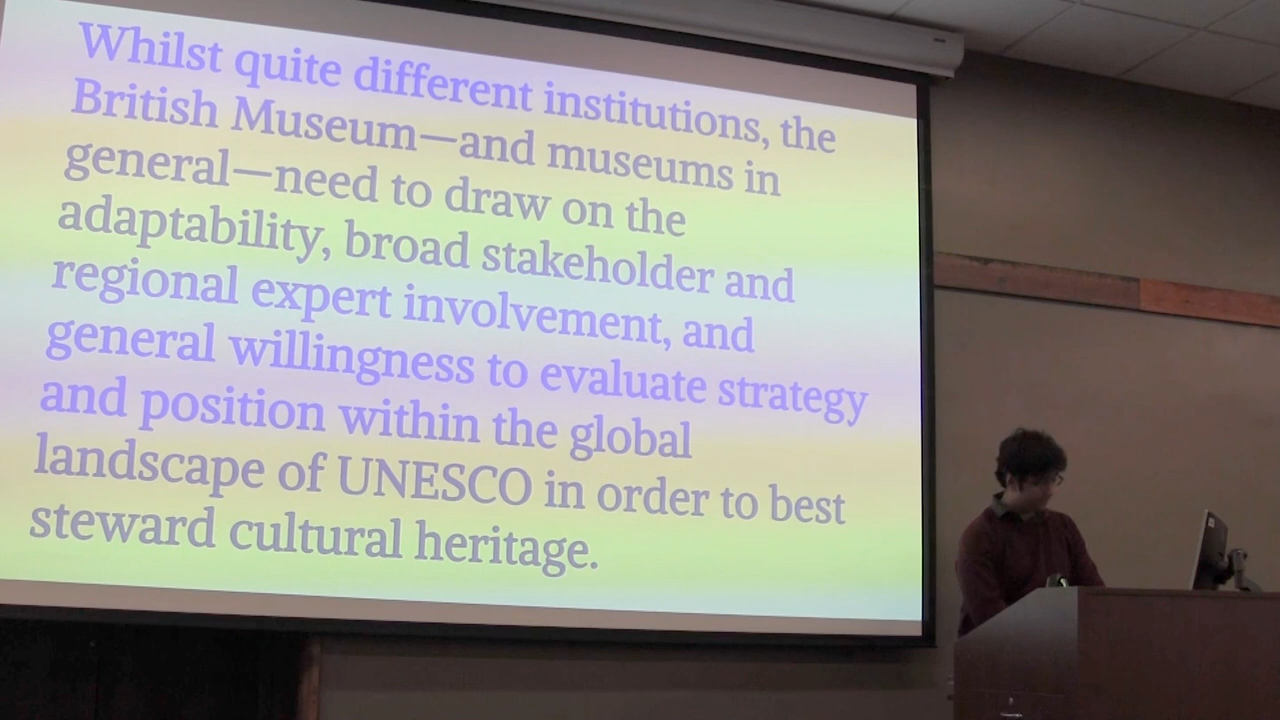 Whilst quite different institutions, the
British Museum—and museums in
general—need to draw on the
adaptability, broad stakeholder and
regional expert involvement, and
general willingness to evaluate strategy
and position within the global
landscape of UNESCO in order to best
steward cultural heritage.